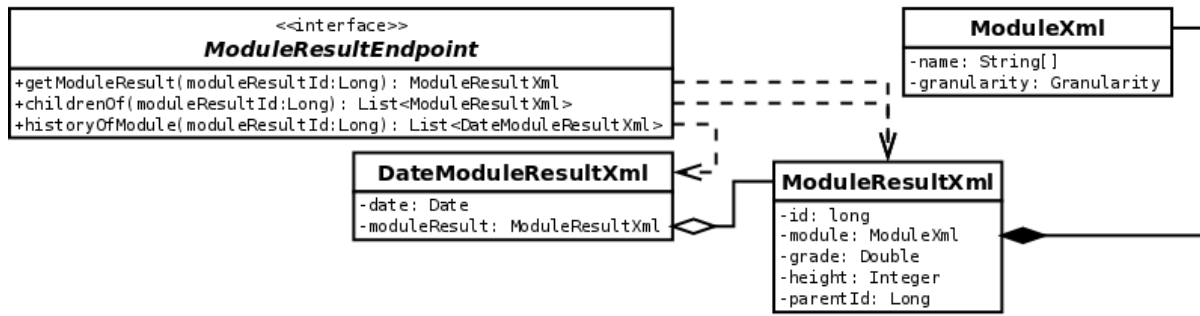 <<interface>>
ModuleResultEndpoint
+getModuleResult(moduleResultId:Long): ModuleResultXml
+childrenOf(moduleResultId:Long): List<ModuleResultXml>
+historyOfModule(moduleResultId:Long): List<DateModuleResultXml>
ModuleXml
-name: String[]
-granularity: Granularity
DateModuleResultXml
-date: Date
-moduleResult: ModuleResultXml
ModuleResultXml
-id: long
-module: ModuleXml
-grade: Double
-height: Integer
-parentId: Long